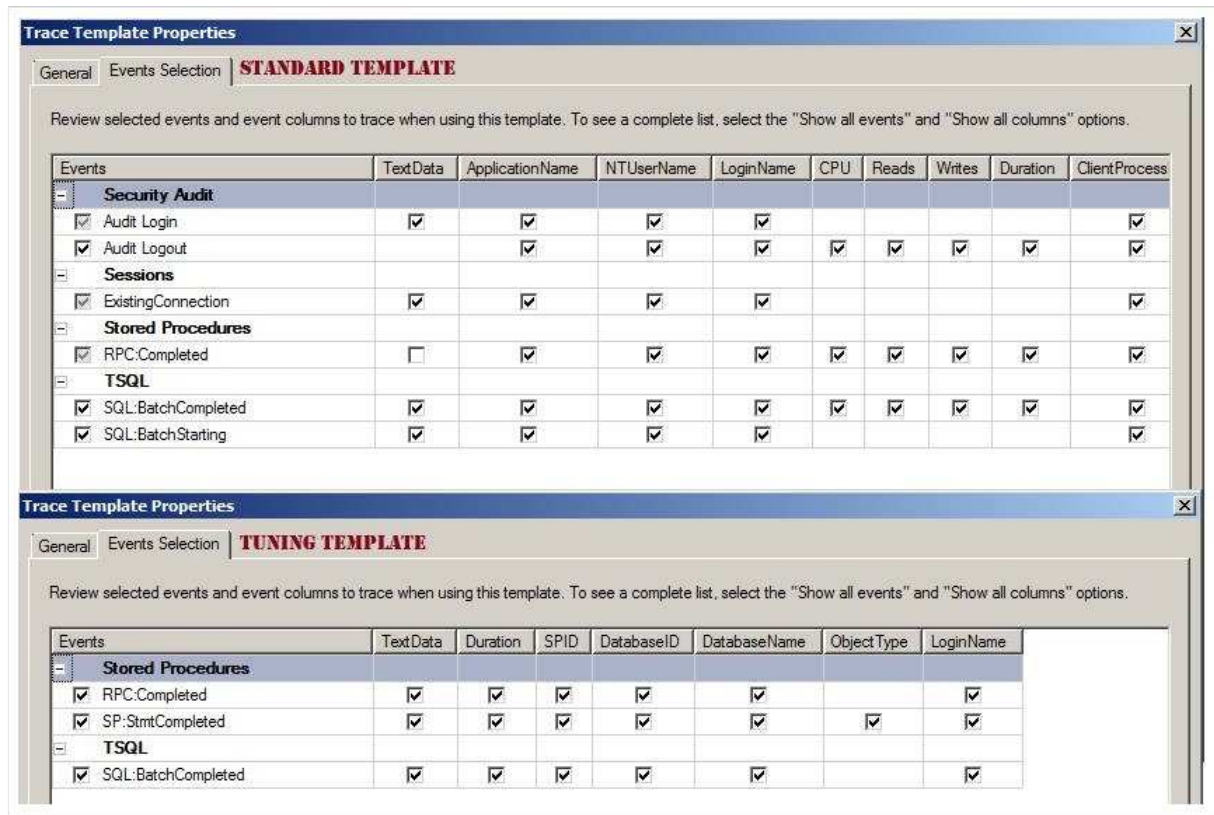 Trace Template Properties
General Events Selection STANDARD TEMPLATE
Review selected events and event columns to trace when using this template. To see a complete list, select the "Show all events" and "Show all columns" options.
Events TextData ApplicationName NTUserName LoginName CPU Reads Writes Duration ClientProcess
Security Audit
Audit Login
Audit Logout
Sessions
ExistingConnection
Stored Procedures
RPC:Completed
TSQL
SQL:BatchCompleted
SQL:BatchStarting
Trace Template Properties
General Events Selection TUNING TEMPLATE
Review selected events and event columns to trace when using this template. To see a complete list, select the "Show all events" and "Show all columns" options.
Events TextData Duration SPID DatabaseID DatabaseName ObjectType LoginName
Stored Procedures
RPC:Completed
SP:StmtCompleted
TSQL
SQL:BatchCompleted